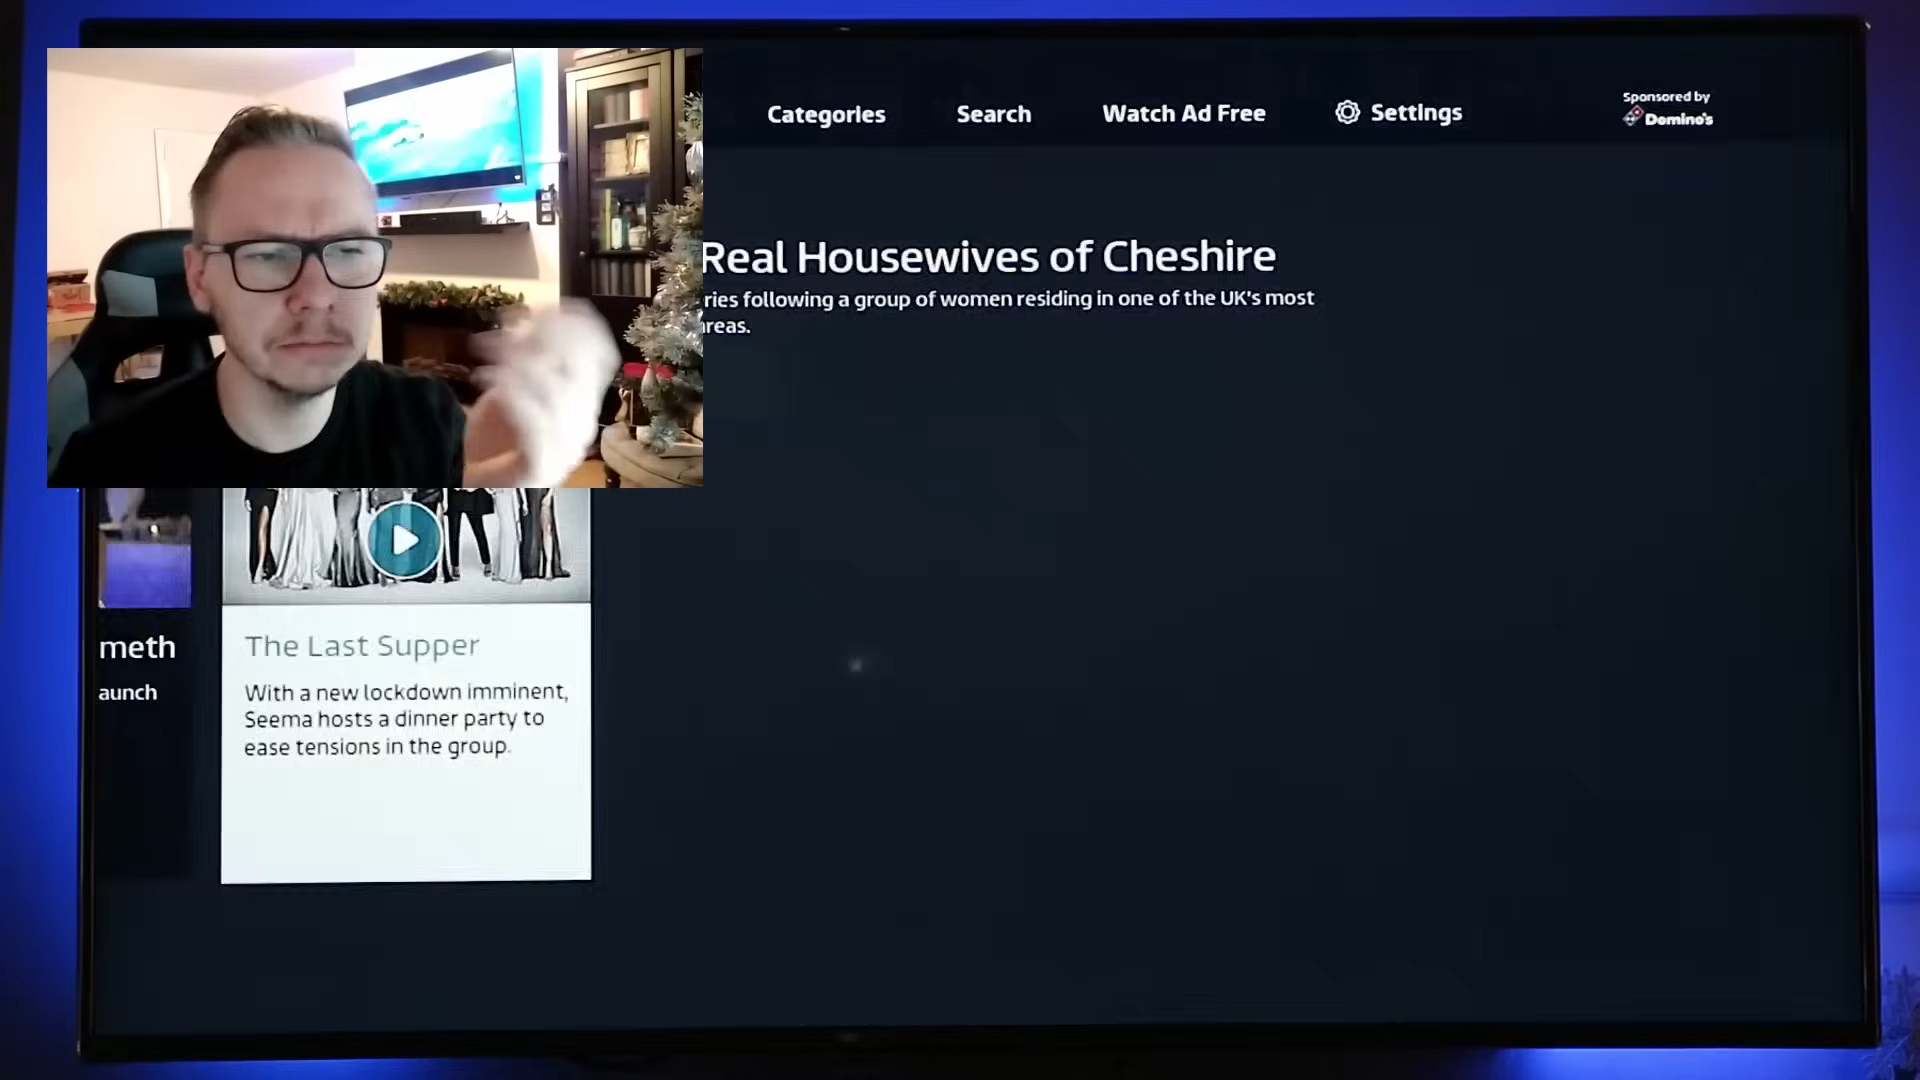 Categories
Search
Watch Ad Free
Settings
Sponsored by
Domino's
Real Housewives of Cheshire
ries following a group of women residing in one of the UK's most
areas.
meth
aunch
The Last Supper
With a new lockdown imminent,
Seema hosts a dinner party to
ease tensions in the group.